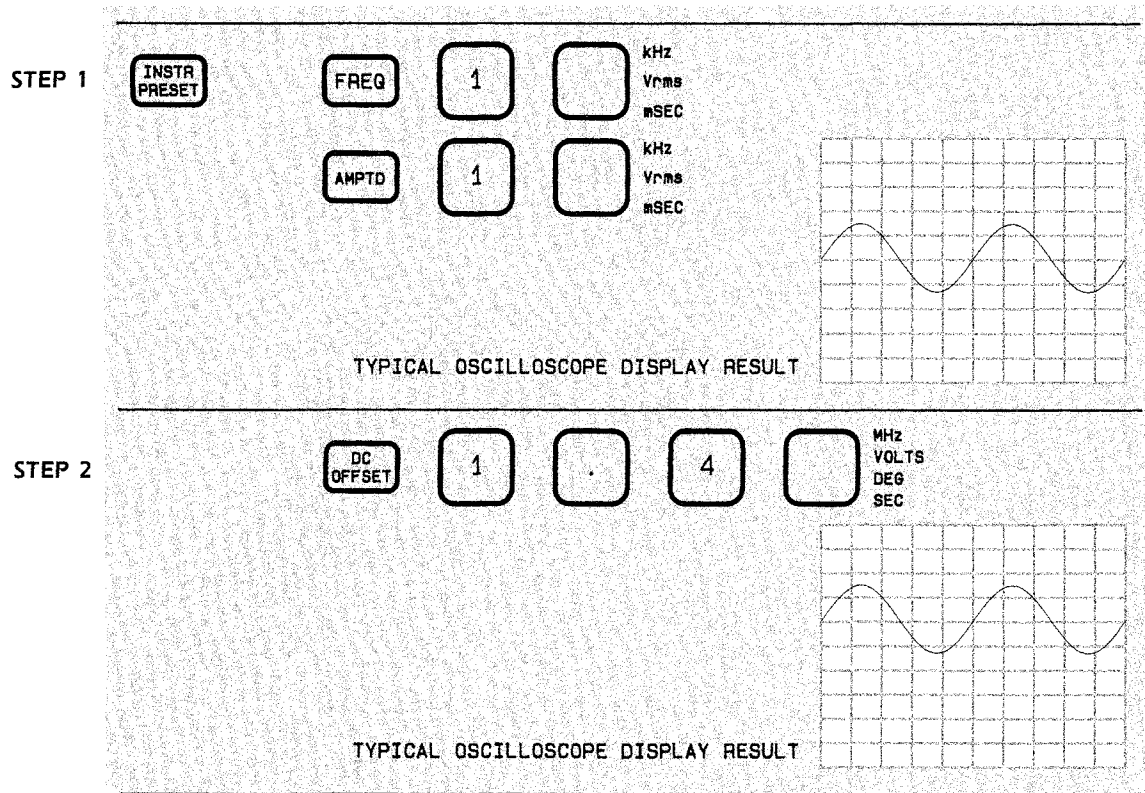 STEP 1
INSTR
PRESET
FREQ
1
kHz
Vrms
mSEC
AMPTD
1
kHz
Vrms
mSEC
TYPICAL OSCILLOSCOPE DISPLAY RESULT
STEP 2
DC
OFFSET
1
.
4
MHz
VOLTS
DEG
SEC
TYPICAL OSCILLOSCOPE DISPLAY RESULT